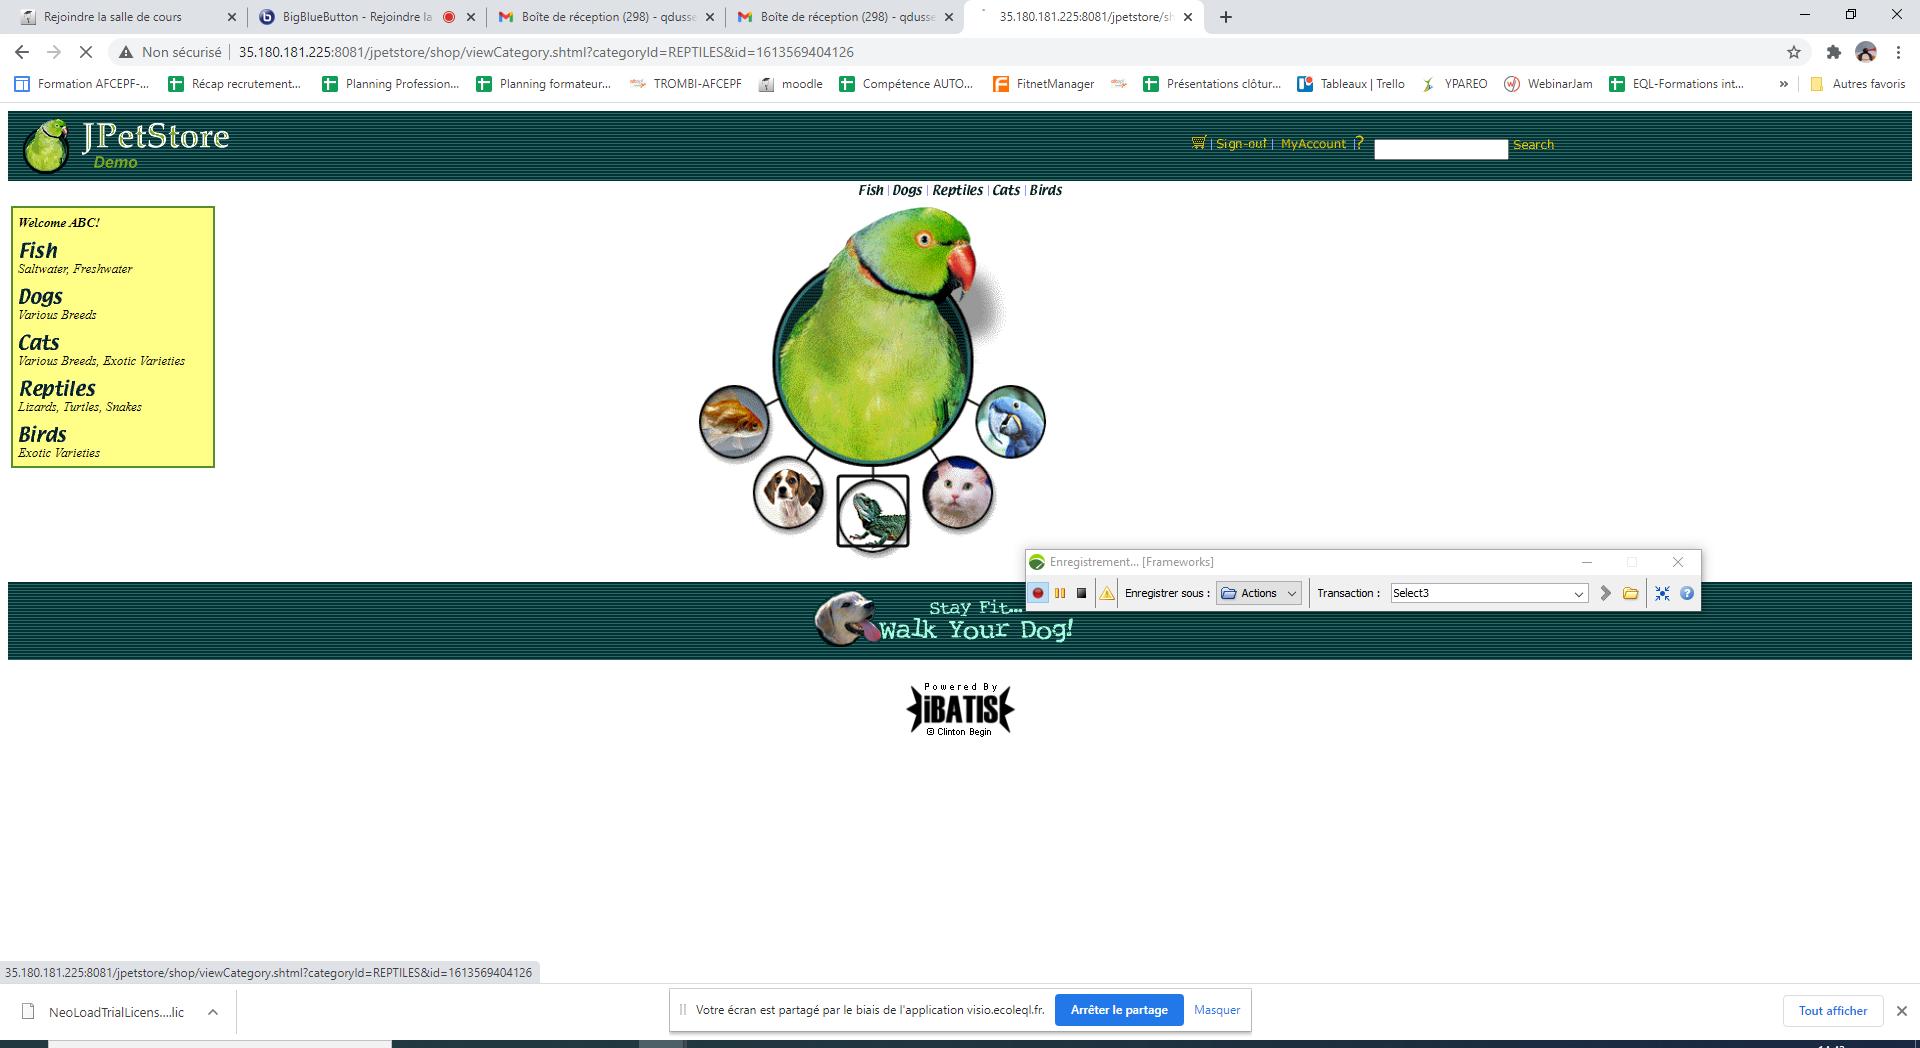 Rejoindre la salle de cours
BigBlueButton - Rejoindre la
Boîte de réception (298) - qdusse
Boîte de réception (298) - qdusse
35.180.181.225:8081/jpetstore/sh
Non sécurisé
35.180.181.225:8081/jpetstore/shop/viewCategory.shtml?categoryId=REPTILES&id=1613569404126
Formation AFCEPF-...
Récap recrutement...
Planning Profession...
Planning formateur...
TROMBI-AFCEPF
moodle
Compétence AUTO...
FitnetManager
Présentations clôtur...
Tableaux | Trello
YPAREO
WebinarJam
EQL-Formations int...
»
Autres favoris
JPetStore
Demo
| Sign-out | MyAccount | ?
Search
Fish | Dogs | Reptiles | Cats | Birds
Welcome ABC!
Fish
Saltwater, Freshwater
Dogs
Various Breeds
Cats
Various Breeds, Exotic Varieties
Reptiles
Lizards, Turtles, Snakes
Birds
Exotic Varieties
Enregistrement... [Frameworks]
Enregistrer sous :
Actions
Transaction :
Select3
Stay Fit...
Walk Your Dog!
Powered By
iBATIS
© Clinton Begin
35.180.181.225:8081/jpetstore/shop/viewCategory.shtml?categoryId=REPTILES&id=1613569404126
NeoLoadTrialLicens....lic
Votre écran est partagé par le biais de l'application visio.ecoleql.fr.
Arrêter le partage
Masquer
Tout afficher